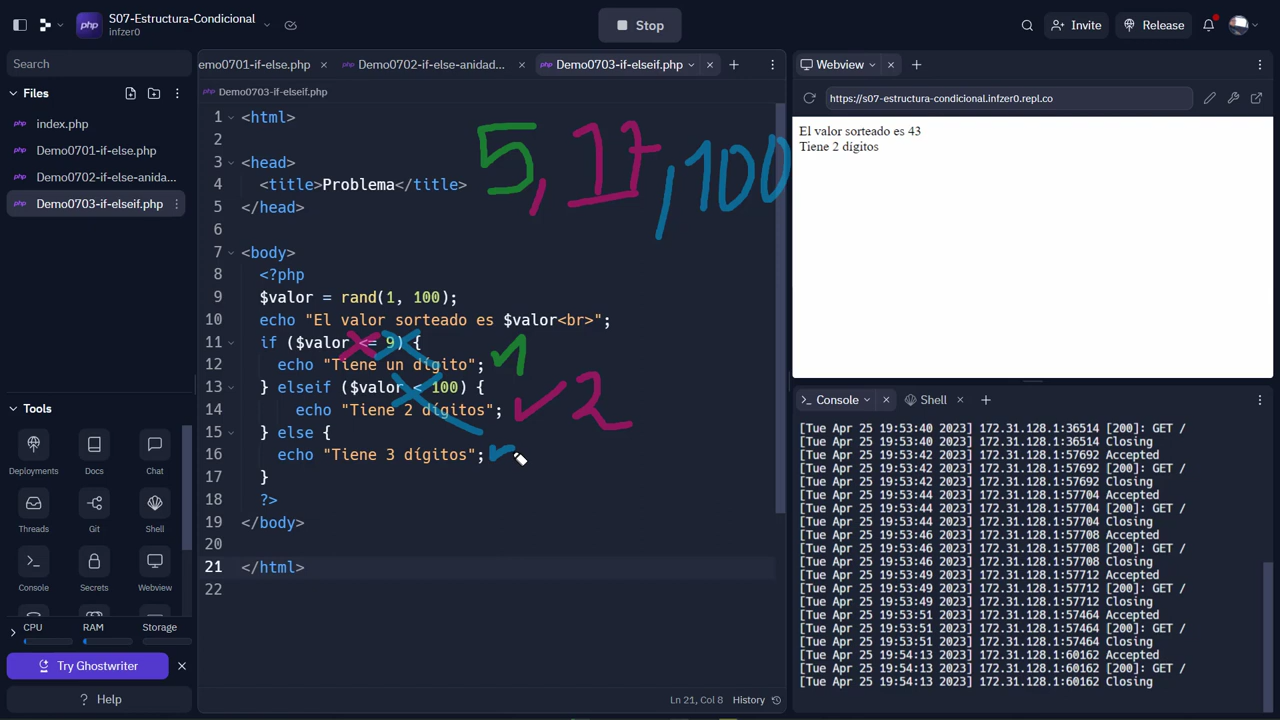 S07-Estructura-Condicional
infzer0
php
Stop
Invite
Release
Search
Files
index.php
Demo0701-if-else.php
Demo0702-if-else-anida...
Demo0703-if-elseif.php
Tools
Deployments
Docs
Chat
Threads
Git
Shell
Console
Secrets
Webview
CPU
RAM
Storage
Try Ghostwriter
Help
emo0701-if-else.php
Demo0702-if-else-anidad...
Demo0703-if-elseif.php
Demo0703-if-elseif.php
1 <html>
2
3 <head>
4 <title>Problema</title>
5 </head>
6
7 <body>
8 <?php
9 $valor = rand(1, 100);
10 echo "El valor sorteado es $valor<br>";
11 if ($valor <= 9) {
12 echo "Tiene un dígito";
13 } elseif ($valor < 100) {
14 echo "Tiene 2 dígitos";
15 } else {
16 echo "Tiene 3 dígitos";
17 }
18 ?>
19 </body>
20
21 </html>
22
5, 17, 100
2
Ln 21, Col 8
History
Webview
https://s07-estructura-condicional.infzer0.repl.co
El valor sorteado es 43
Tiene 2 dígitos
Console
Shell
[Tue Apr 25 19:53:40 2023] 172.31.128.1:36514 [200]: GET /
[Tue Apr 25 19:53:40 2023] 172.31.128.1:36514 Closing
[Tue Apr 25 19:53:42 2023] 172.31.128.1:57692 Accepted
[Tue Apr 25 19:53:42 2023] 172.31.128.1:57692 [200]: GET /
[Tue Apr 25 19:53:42 2023] 172.31.128.1:57692 Closing
[Tue Apr 25 19:53:44 2023] 172.31.128.1:57704 Accepted
[Tue Apr 25 19:53:44 2023] 172.31.128.1:57704 [200]: GET /
[Tue Apr 25 19:53:44 2023] 172.31.128.1:57704 Closing
[Tue Apr 25 19:53:46 2023] 172.31.128.1:57708 Accepted
[Tue Apr 25 19:53:46 2023] 172.31.128.1:57708 [200]: GET /
[Tue Apr 25 19:53:46 2023] 172.31.128.1:57708 Closing
[Tue Apr 25 19:53:49 2023] 172.31.128.1:57712 Accepted
[Tue Apr 25 19:53:49 2023] 172.31.128.1:57712 [200]: GET /
[Tue Apr 25 19:53:49 2023] 172.31.128.1:57712 Closing
[Tue Apr 25 19:53:51 2023] 172.31.128.1:57464 Accepted
[Tue Apr 25 19:53:51 2023] 172.31.128.1:57464 [200]: GET /
[Tue Apr 25 19:53:51 2023] 172.31.128.1:57464 Closing
[Tue Apr 25 19:54:13 2023] 172.31.128.1:60162 Accepted
[Tue Apr 25 19:54:13 2023] 172.31.128.1:60162 [200]: GET /
[Tue Apr 25 19:54:13 2023] 172.31.128.1:60162 Closing